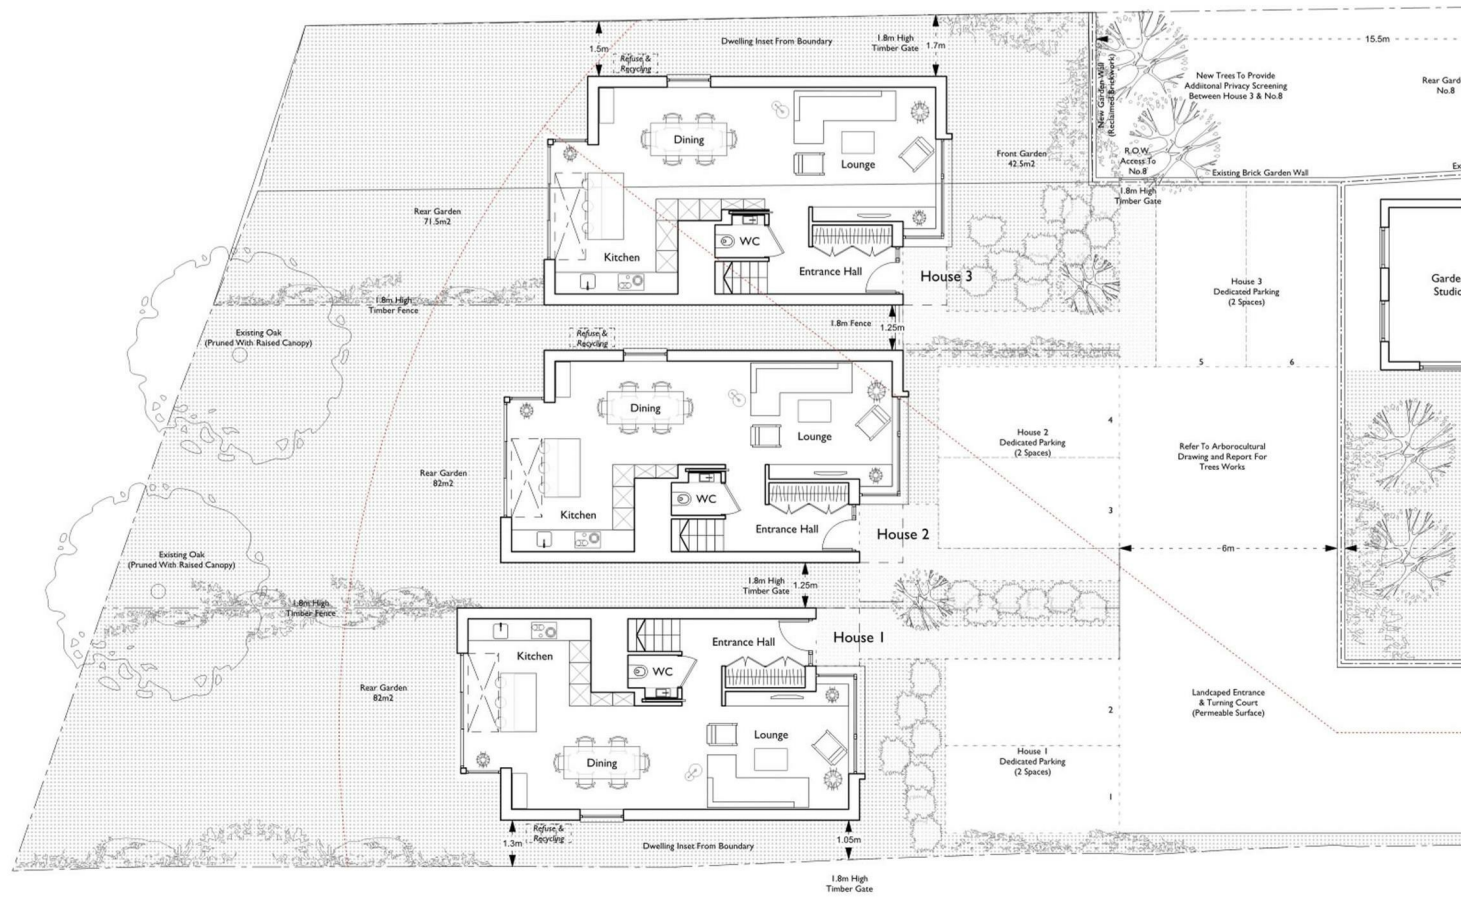 1.5m
Dwelling Inset From Boundary
1.8m High
Timber Gate
1.7m
15.5m
Refuse &
Recycling
New Garden Wall
(Reclaimed Brickwork)
New Trees To Provide
Addiitonal Privacy Screening
Between House 3 & No.8
Rear Gard
No.8
Dining
Lounge
Front Garden
42.5m2
R.O.W
Access To
No.8
Existing Brick Garden Wall
Ex
1.8m High
Timber Gate
Rear Garden
71.5m2
WC
Kitchen
Entrance Hall
House 3
House 3
Dedicated Parking
(2 Spaces)
Garde
Studio
1.8m High
Timber Fence
Existing Oak
(Pruned With Raised Canopy)
Refuse &
Recycling
1.8m Fence
1.25m
5
6
Dining
Lounge
4
House 2
Dedicated Parking
(2 Spaces)
Refer To Arborocultural
Drawing and Report For
Trees Works
Rear Garden
82m2
WC
Kitchen
Entrance Hall
House 2
3
6m
Existing Oak
(Pruned With Raised Canopy)
1.8m High
Timber Gate
1.25m
1.8m High
Timber Fence
Entrance Hall
House 1
Kitchen
WC
Rear Garden
82m2
Landcaped Entrance
& Turning Court
(Permeable Surface)
2
Lounge
Dining
House 1
Dedicated Parking
(2 Spaces)
1
Refuse &
Recycling
1.3m
Dwelling Inset From Boundary
1.05m
1.8m High
Timber Gate